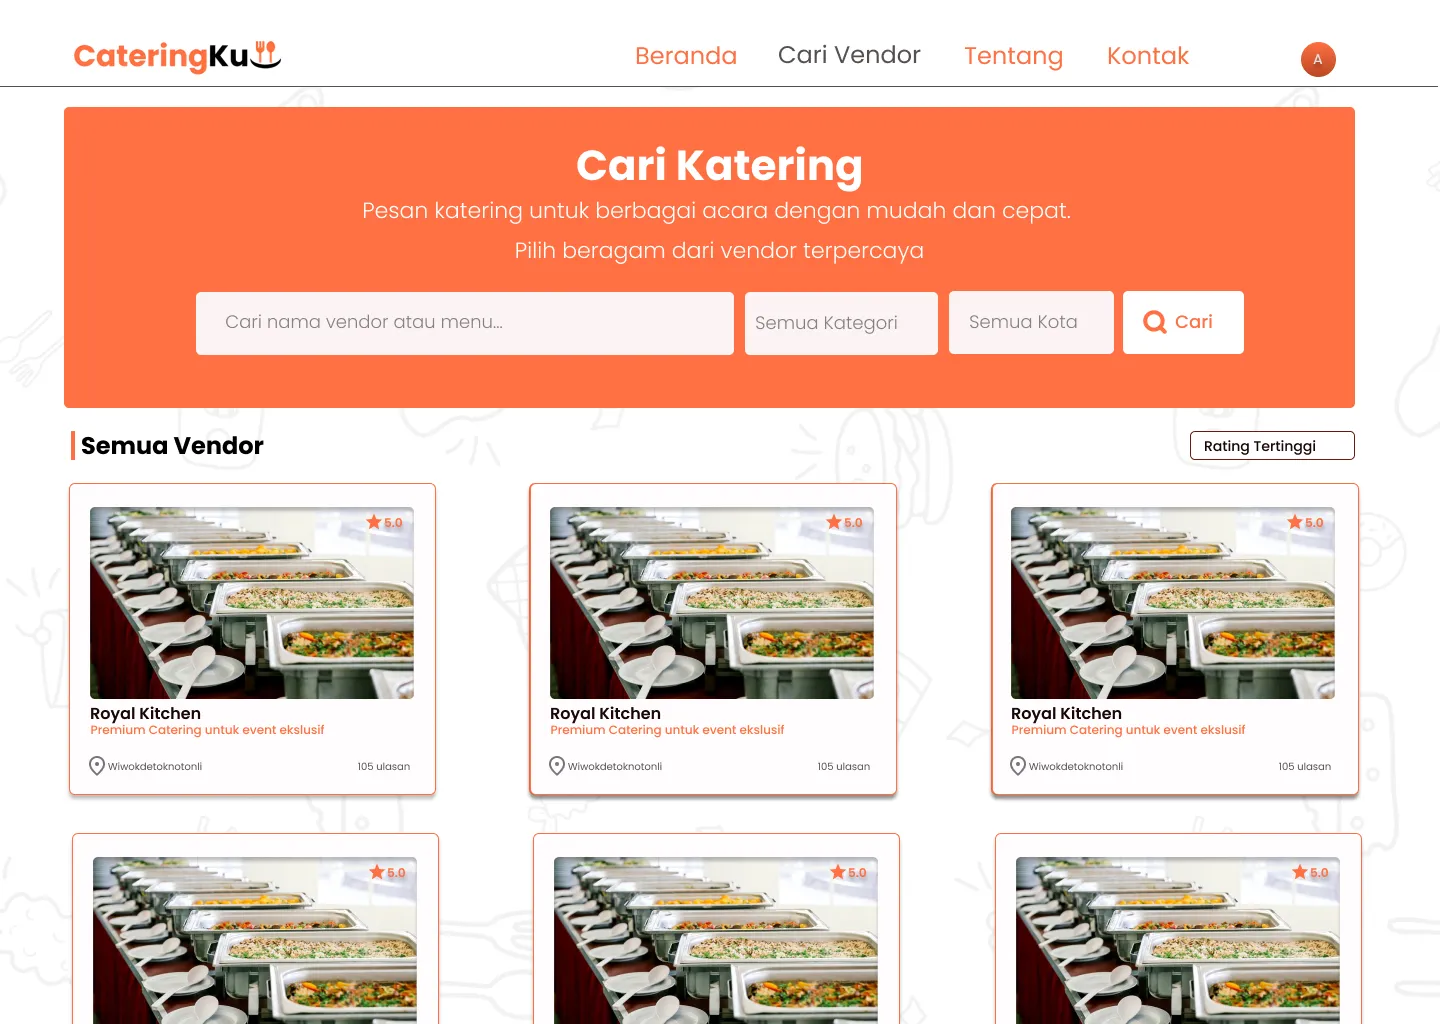 CateringKu
Beranda
Cari Vendor
Tentang
Kontak
A
Cari Katering
Pesan katering untuk berbagai acara dengan mudah dan cepat.
Pilih beragam dari vendor terpercaya
Cari nama vendor atau menu...
Semua Kategori
Semua Kota
Cari
Semua Vendor
Rating Tertinggi
5.0
Royal Kitchen
Premium Catering untuk event ekslusif
Wiwokdetoknotonli
105 ulasan
5.0
Royal Kitchen
Premium Catering untuk event ekslusif
Wiwokdetoknotonli
105 ulasan
5.0
Royal Kitchen
Premium Catering untuk event ekslusif
Wiwokdetoknotonli
105 ulasan
5.0
5.0
5.0